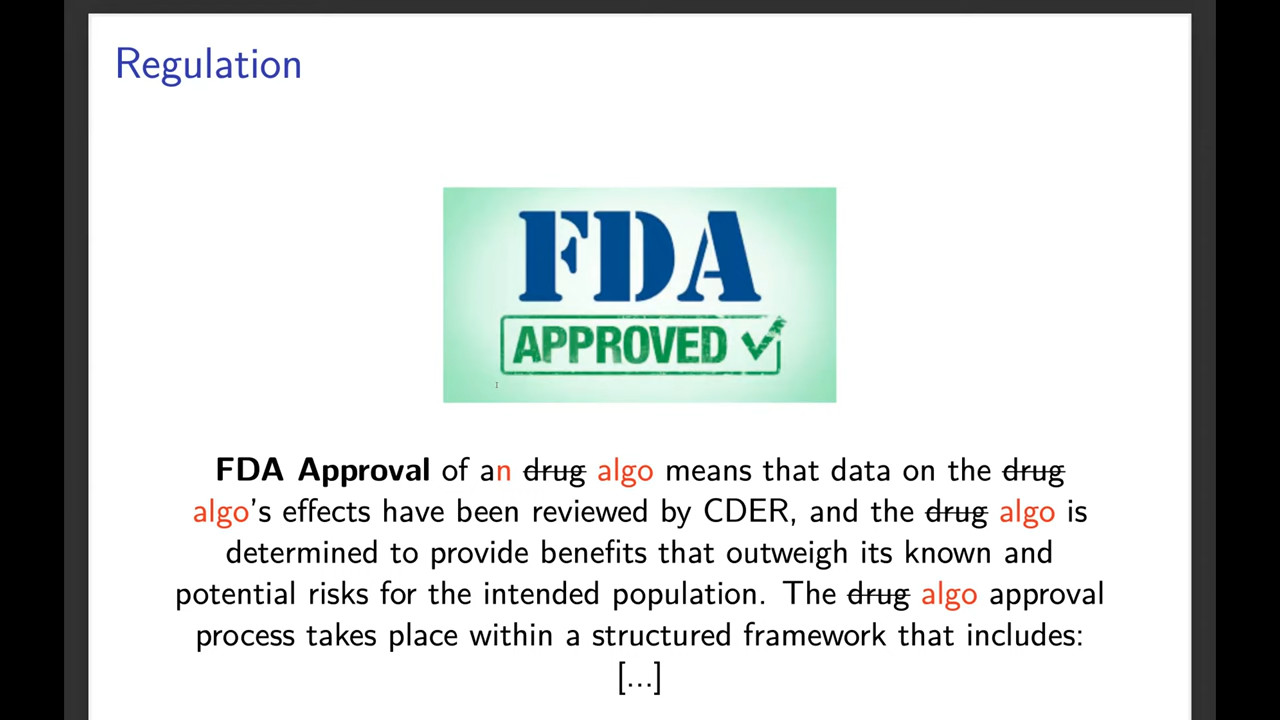 Regulation
FDA
APPROVED
FDA Approval of an drug algo means that data on the drug
algo's effects have been reviewed by CDER, and the drug algo is
determined to provide benefits that outweigh its known and
potential risks for the intended population. The drug algo approval
process takes place within a structured framework that includes:
[...]